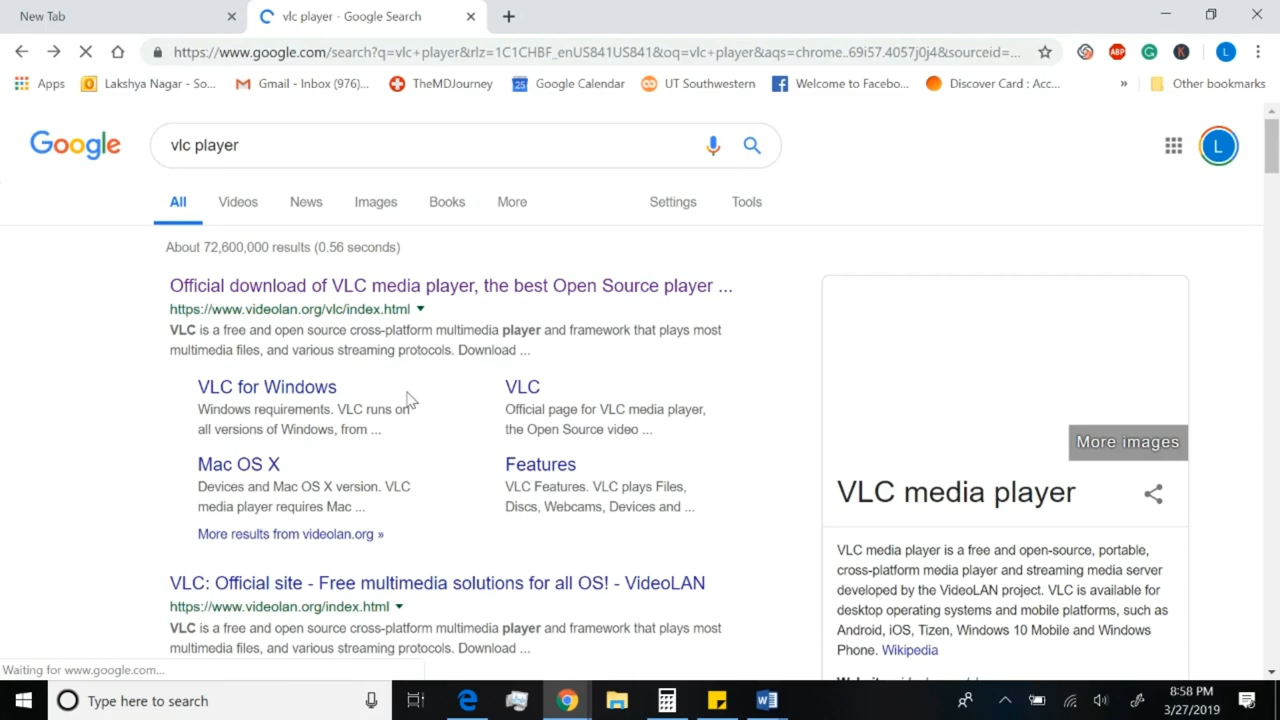 New Tab
vlc player - Google Search
https://www.google.com/search?q=vlc+player&rlz=1C1CHBF_enUS841US841&oq=vlc+player&aqs=chrome..69i57.4057j0j4&sourceid=...
ABP
G
K
L
Apps
Lakshya Nagar - So...
Gmail - Inbox (976)...
TheMDJourney
25
Google Calendar
UT Southwestern
Welcome to Facebo...
Discover Card : Acc...
»
Other bookmarks
Google
vlc player
L
All
Videos
News
Images
Books
More
Settings
Tools
About 72,600,000 results (0.56 seconds)
Official download of VLC media player, the best Open Source player ...
https://www.videolan.org/vlc/index.html
VLC is a free and open source cross-platform multimedia player and framework that plays most
multimedia files, and various streaming protocols. Download ...
VLC for Windows
Windows requirements. VLC runs on
all versions of Windows, from ...
VLC
Official page for VLC media player,
the Open Source video ...
Mac OS X
Devices and Mac OS X version. VLC
media player requires Mac ...
Features
VLC Features. VLC plays Files,
Discs, Webcams, Devices and ...
More results from videolan.org »
VLC: Official site - Free multimedia solutions for all OS! - VideoLAN
https://www.videolan.org/index.html
VLC is a free and open source cross-platform multimedia player and framework that plays most
multimedia files, and various streaming protocols. Download ...
More images
VLC media player
VLC media player is a free and open-source, portable,
cross-platform media player and streaming media server
developed by the VideoLAN project. VLC is available for
desktop operating systems and mobile platforms, such as
Android, iOS, Tizen, Windows 10 Mobile and Windows
Phone. Wikipedia
Waiting for www.google.com...
Type here to search
8:58 PM
3/27/2019